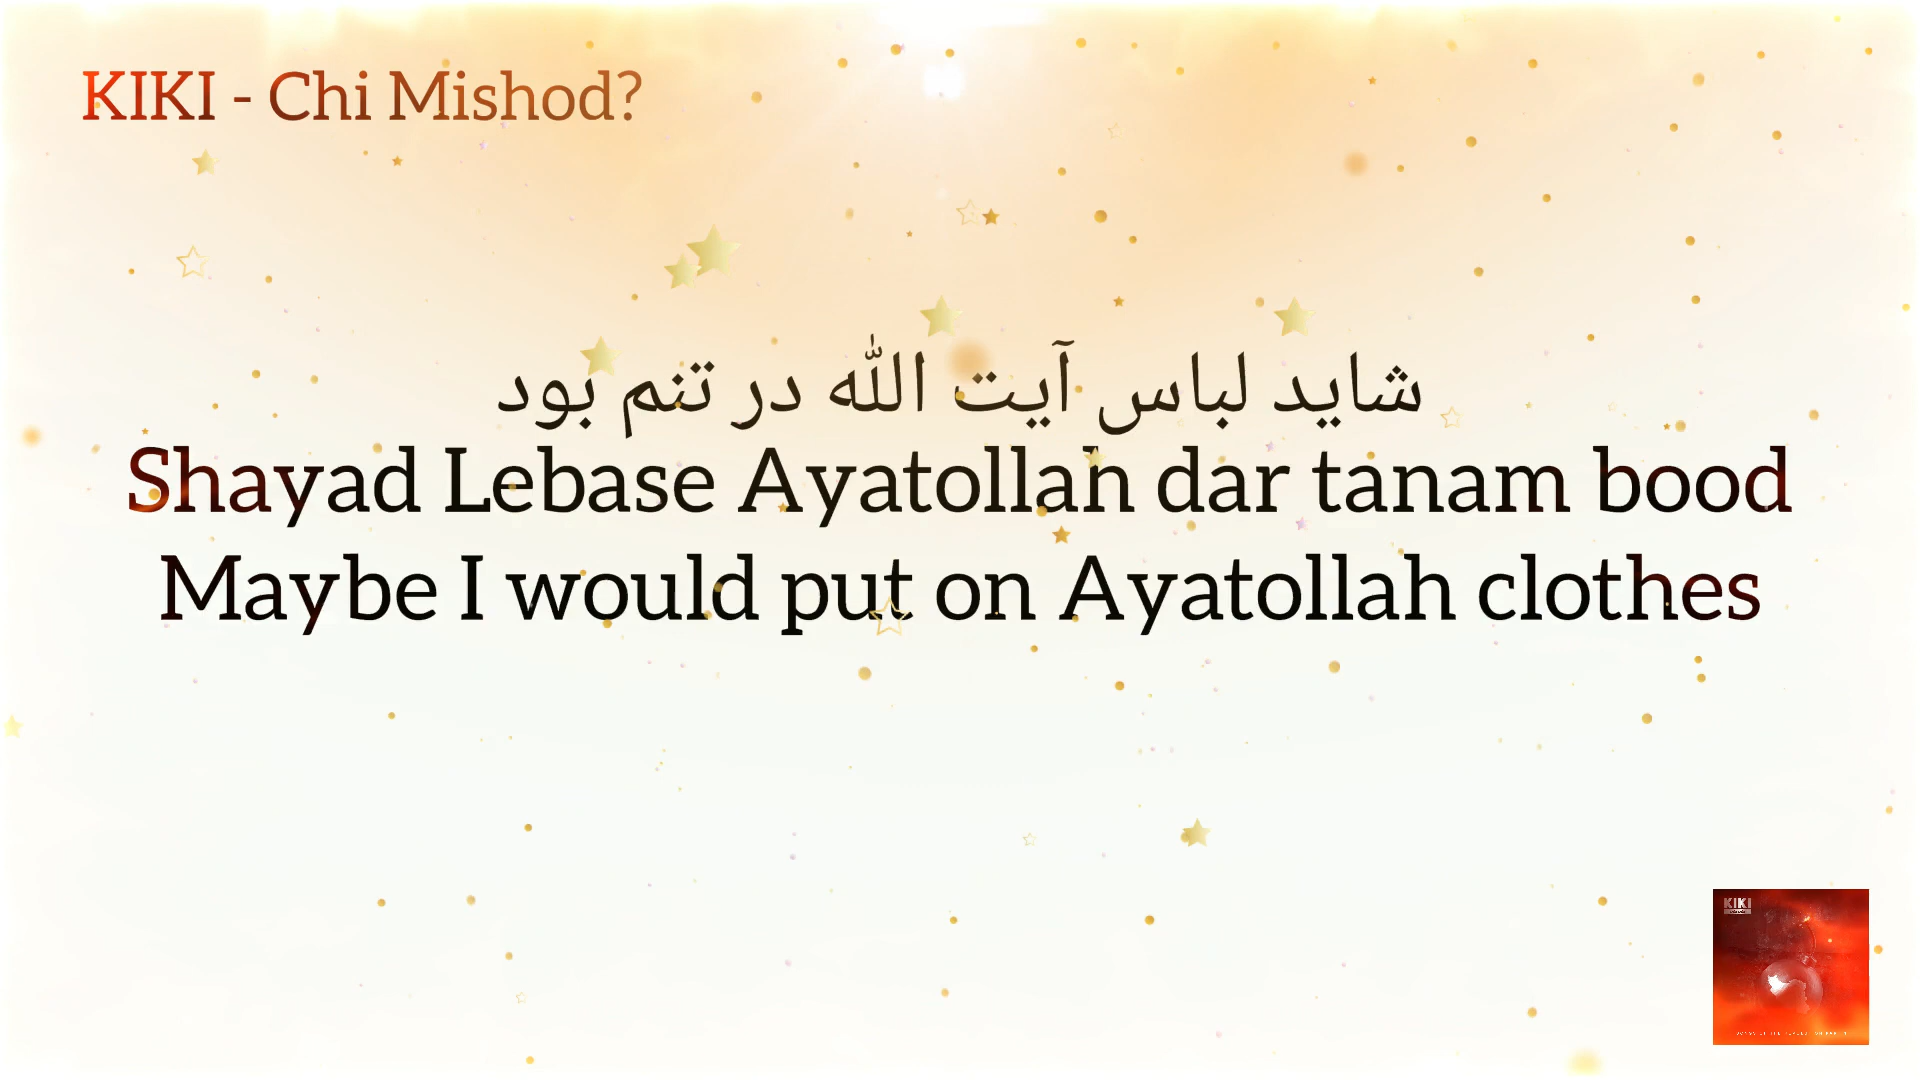 KIKI - Chi Mishod?
شاید لباس آیت الله در تنم بود
Shayad Lebase Ayatollah dar tanam bood
Maybe I would put on Ayatollah clothes
KIKI